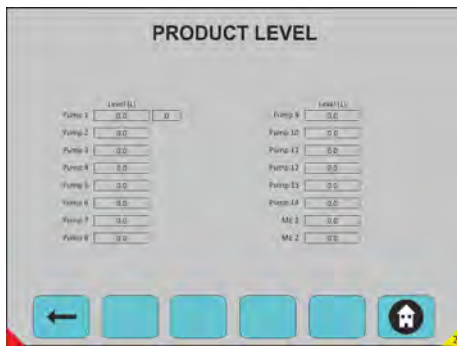 PRODUCT LEVEL
Level (L)
Pump 1 0.0 0
Pump 2 0.0
Pump 3 0.0
Pump 4 0.0
Pump 5 0.0
Pump 6 0.0
Pump 7 0.0
Pump 8 0.0
Level (L)
Pump 9 0.0
Pump 10 0.0
Pump 11 0.0
Pump 12 0.0
Pump 13 0.0
Pump 14 0.0
ME 1 0.0
ME 2 0.0
2